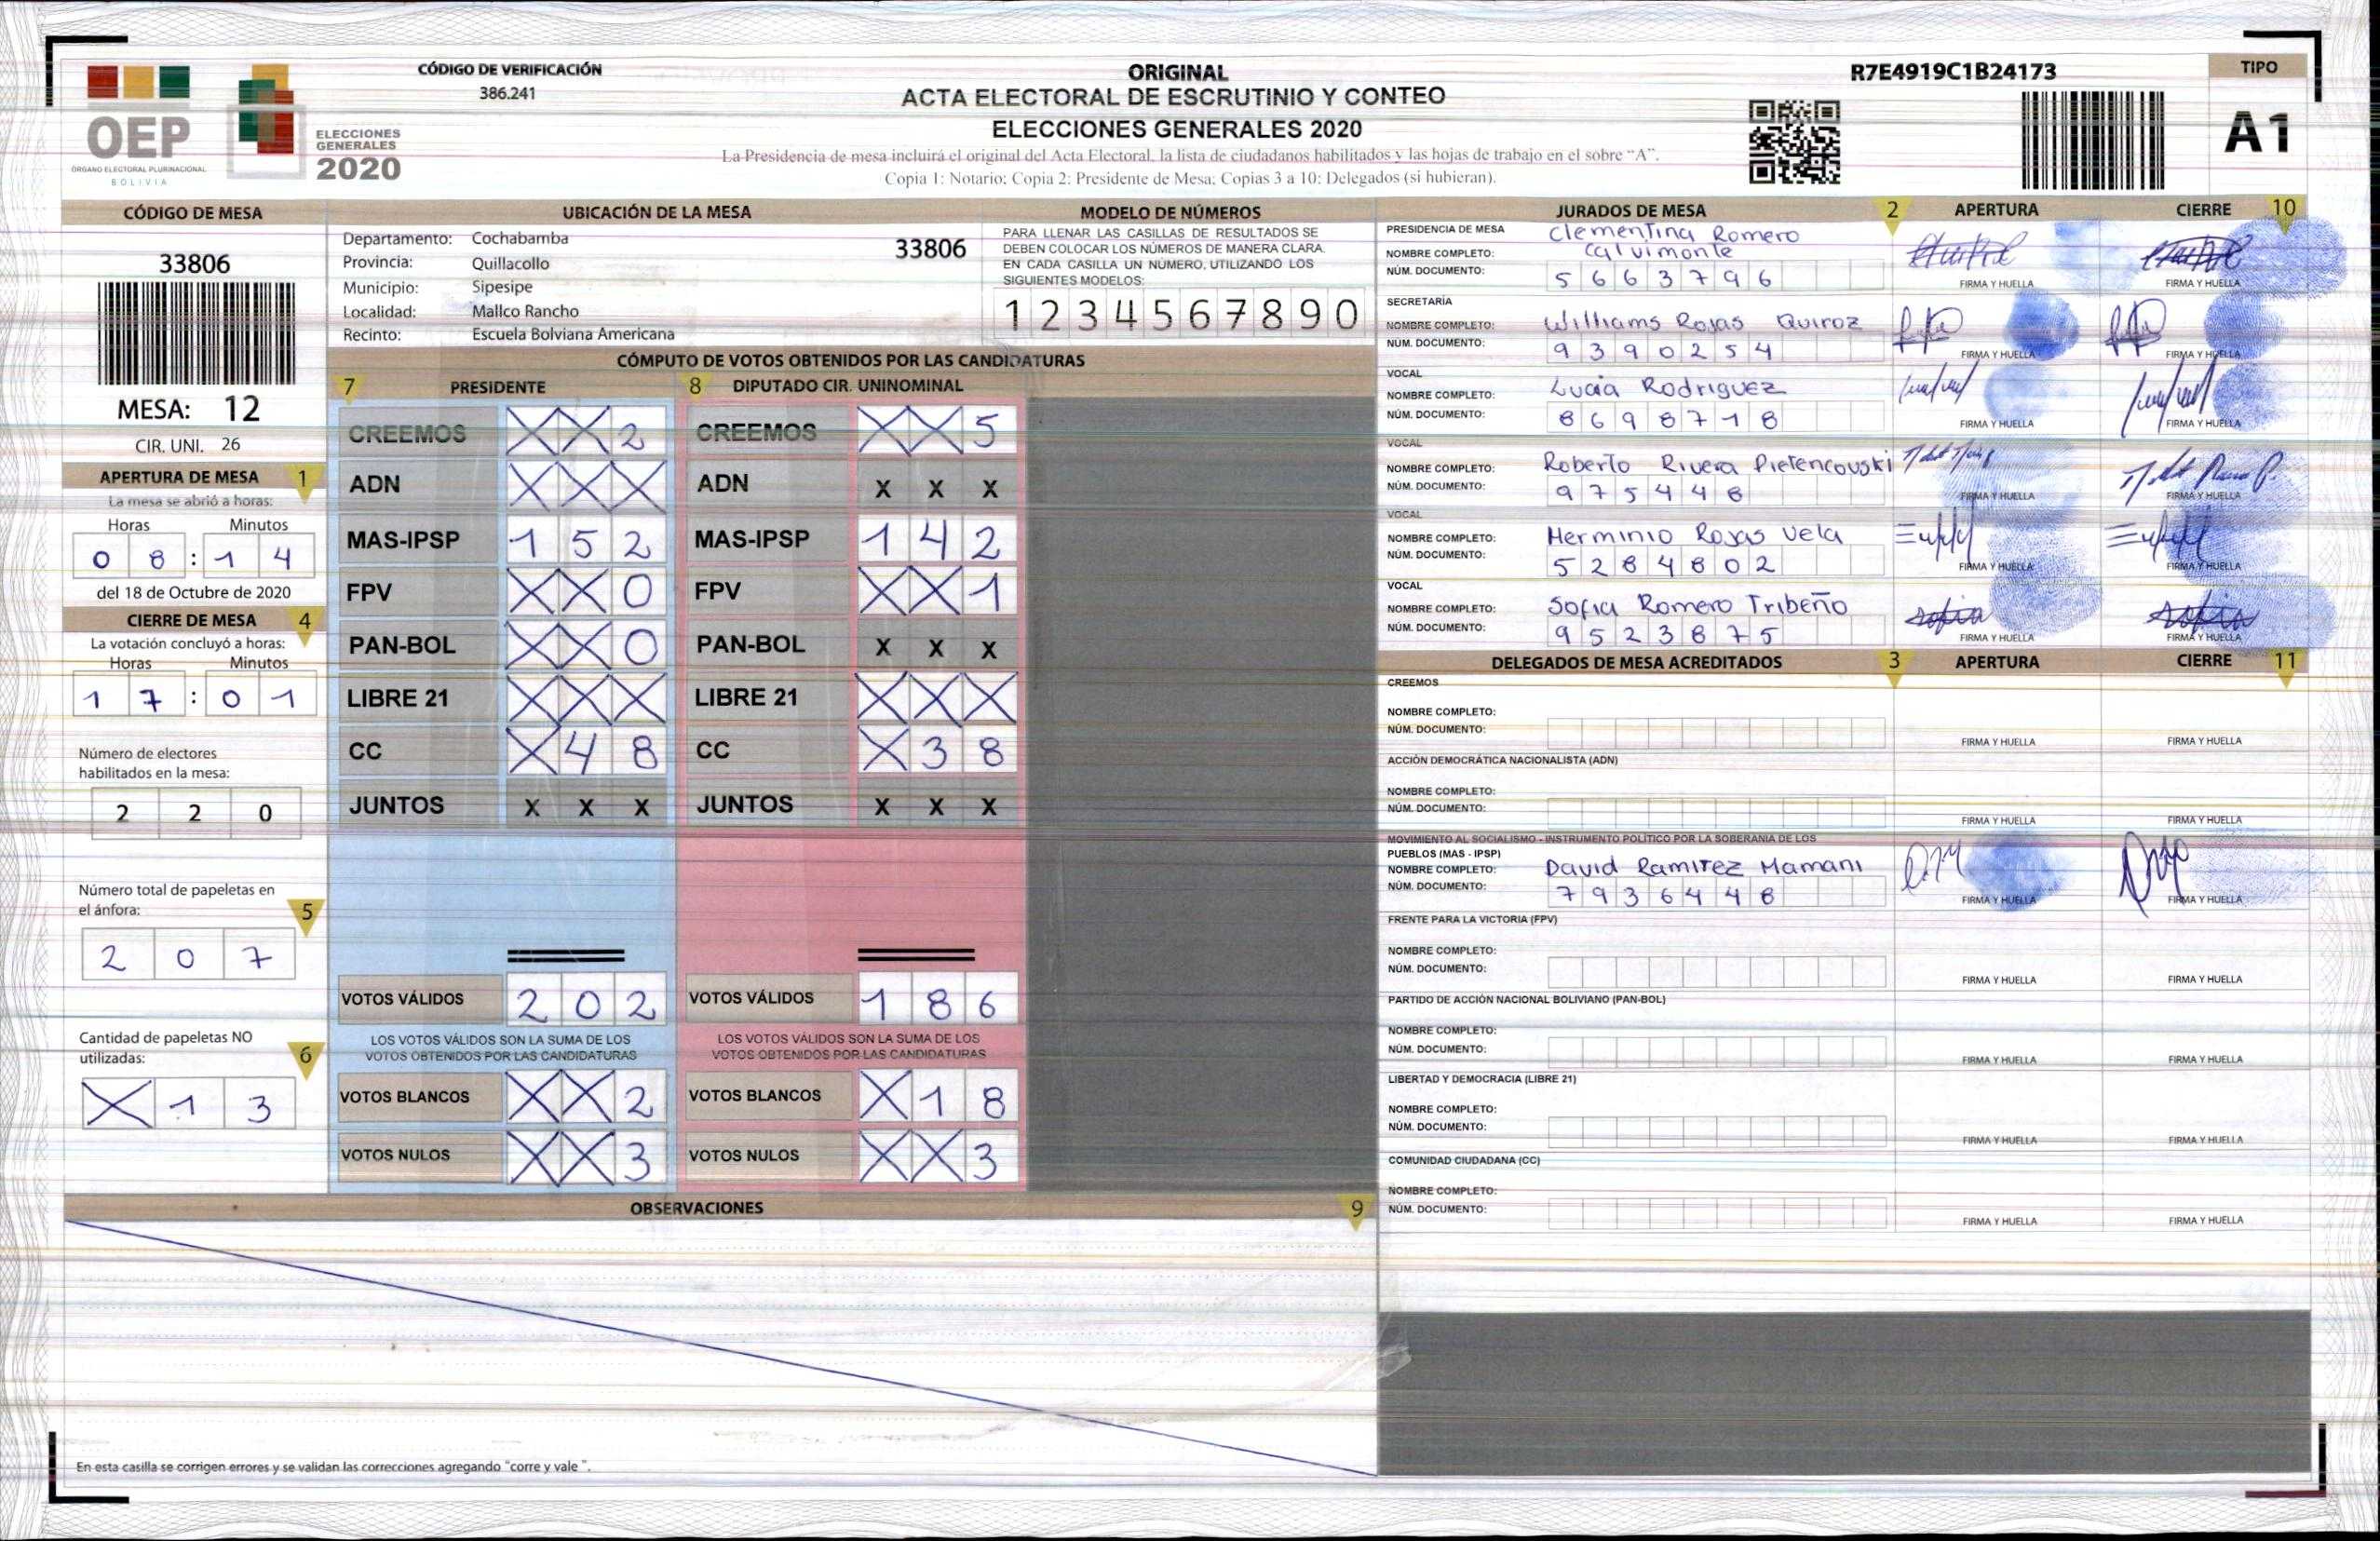 CÓDIGO DE VERIFICACIÓN
386.241
OEP
ÓRGANO ELECTORAL PLURINACIONAL
BOLIVIA
ELECCIONES
GENERALES
2020
ORIGINAL
ACTA ELECTORAL DE ESCRUTINIO Y CONTEO
ELECCIONES GENERALES 2020
La Presidencia de mesa incluirá el original del Acta Electoral, la lista de ciudadanos habilitados y las hojas de trabajo en el sobre "A".
Copia 1: Notario; Copia 2: Presidente de Mesa; Copias 3 a 10: Delegados (si hubieran).
R7E4919C1B24173
TIPO
A1
CÓDIGO DE MESA
33806
MESA: 12
CIR. UNI. 26
APERTURA DE MESA 1
La mesa se abrió a horas:
Horas Minutos
0 8 : 1 4
del 18 de Octubre de 2020
CIERRE DE MESA 4
La votación concluyó a horas:
Horas Minutos
1 7 : 0 1
Número de electores
habilitados en la mesa:
2 2 0
Número total de papeletas en
el ánfora: 5
2 0 7
Cantidad de papeletas NO
utilizadas: 6
X 1 3
UBICACIÓN DE LA MESA
Departamento: Cochabamba 33806
Provincia: Quillacollo
Municipio: Sipesipe
Localidad: Mallco Rancho
Recinto: Escuela Bolviana Americana
MODELO DE NÚMEROS
PARA LLENAR LAS CASILLAS DE RESULTADOS SE
DEBEN COLOCAR LOS NÚMEROS DE MANERA CLARA.
EN CADA CASILLA UN NÚMERO, UTILIZANDO LOS
SIGUIENTES MODELOS:
1 2 3 4 5 6 7 8 9 0
CÓMPUTO DE VOTOS OBTENIDOS POR LAS CANDIDATURAS
7 PRESIDENTE 8 DIPUTADO CIR. UNINOMINAL
CREEMOS X X 2 CREEMOS X X 5
ADN X X X ADN X X X
MAS-IPSP 1 5 2 MAS-IPSP 1 4 2
FPV X X 0 FPV X X 1
PAN-BOL X X 0 PAN-BOL X X X
LIBRE 21 X X X LIBRE 21 X X X
CC X 4 8 CC X 3 8
JUNTOS X X X JUNTOS X X X
VOTOS VÁLIDOS 2 0 2 VOTOS VÁLIDOS 1 8 6
LOS VOTOS VÁLIDOS SON LA SUMA DE LOS LOS VOTOS VÁLIDOS SON LA SUMA DE LOS
VOTOS OBTENIDOS POR LAS CANDIDATURAS VOTOS OBTENIDOS POR LAS CANDIDATURAS
VOTOS BLANCOS X X 2 VOTOS BLANCOS X 1 8
VOTOS NULOS X X 3 VOTOS NULOS X X 3
OBSERVACIONES 9
En esta casilla se corrigen errores y se validan las correcciones agregando "corre y vale ".
JURADOS DE MESA 2 APERTURA CIERRE 10
PRESIDENCIA DE MESA Clementina Romero
NOMBRE COMPLETO: Calvimonte
NÚM. DOCUMENTO: 5 6 6 3 7 9 6 FIRMA Y HUELLA FIRMA Y HUELLA
SECRETARÍA
NOMBRE COMPLETO: Williams Rojas Quiroz
NÚM. DOCUMENTO: 9 3 9 0 2 5 4 FIRMA Y HUELLA FIRMA Y HUELLA
VOCAL
NOMBRE COMPLETO: Lucia Rodriguez
NÚM. DOCUMENTO: 8 6 9 8 7 1 8 FIRMA Y HUELLA FIRMA Y HUELLA
VOCAL
NOMBRE COMPLETO: Roberto Rivera Pietencouski
NÚM. DOCUMENTO: 9 7 5 4 4 8 FIRMA Y HUELLA FIRMA Y HUELLA
VOCAL
NOMBRE COMPLETO: Herminio Rojas Vela
NÚM. DOCUMENTO: 5 2 8 4 8 0 2 FIRMA Y HUELLA FIRMA Y HUELLA
VOCAL
NOMBRE COMPLETO: Sofia Romero Tribeño sofia sofia
NÚM. DOCUMENTO: 9 5 2 3 8 7 5 FIRMA Y HUELLA FIRMA Y HUELLA
DELEGADOS DE MESA ACREDITADOS 3 APERTURA CIERRE 11
CREEMOS
NOMBRE COMPLETO:
NÚM. DOCUMENTO: FIRMA Y HUELLA FIRMA Y HUELLA
ACCIÓN DEMOCRÁTICA NACIONALISTA (ADN)
NOMBRE COMPLETO:
NÚM. DOCUMENTO: FIRMA Y HUELLA FIRMA Y HUELLA
MOVIMIENTO AL SOCIALISMO - INSTRUMENTO POLÍTICO POR LA SOBERANIA DE LOS
PUEBLOS (MAS - IPSP)
NOMBRE COMPLETO: David Ramirez Mamani
NÚM. DOCUMENTO: 7 9 3 6 4 4 8 FIRMA Y HUELLA FIRMA Y HUELLA
FRENTE PARA LA VICTORIA (FPV)
NOMBRE COMPLETO:
NÚM. DOCUMENTO: FIRMA Y HUELLA FIRMA Y HUELLA
PARTIDO DE ACCIÓN NACIONAL BOLIVIANO (PAN-BOL)
NOMBRE COMPLETO:
NÚM. DOCUMENTO: FIRMA Y HUELLA FIRMA Y HUELLA
LIBERTAD Y DEMOCRACIA (LIBRE 21)
NOMBRE COMPLETO:
NÚM. DOCUMENTO: FIRMA Y HUELLA FIRMA Y HUELLA
COMUNIDAD CIUDADANA (CC)
NOMBRE COMPLETO:
NÚM. DOCUMENTO: FIRMA Y HUELLA FIRMA Y HUELLA